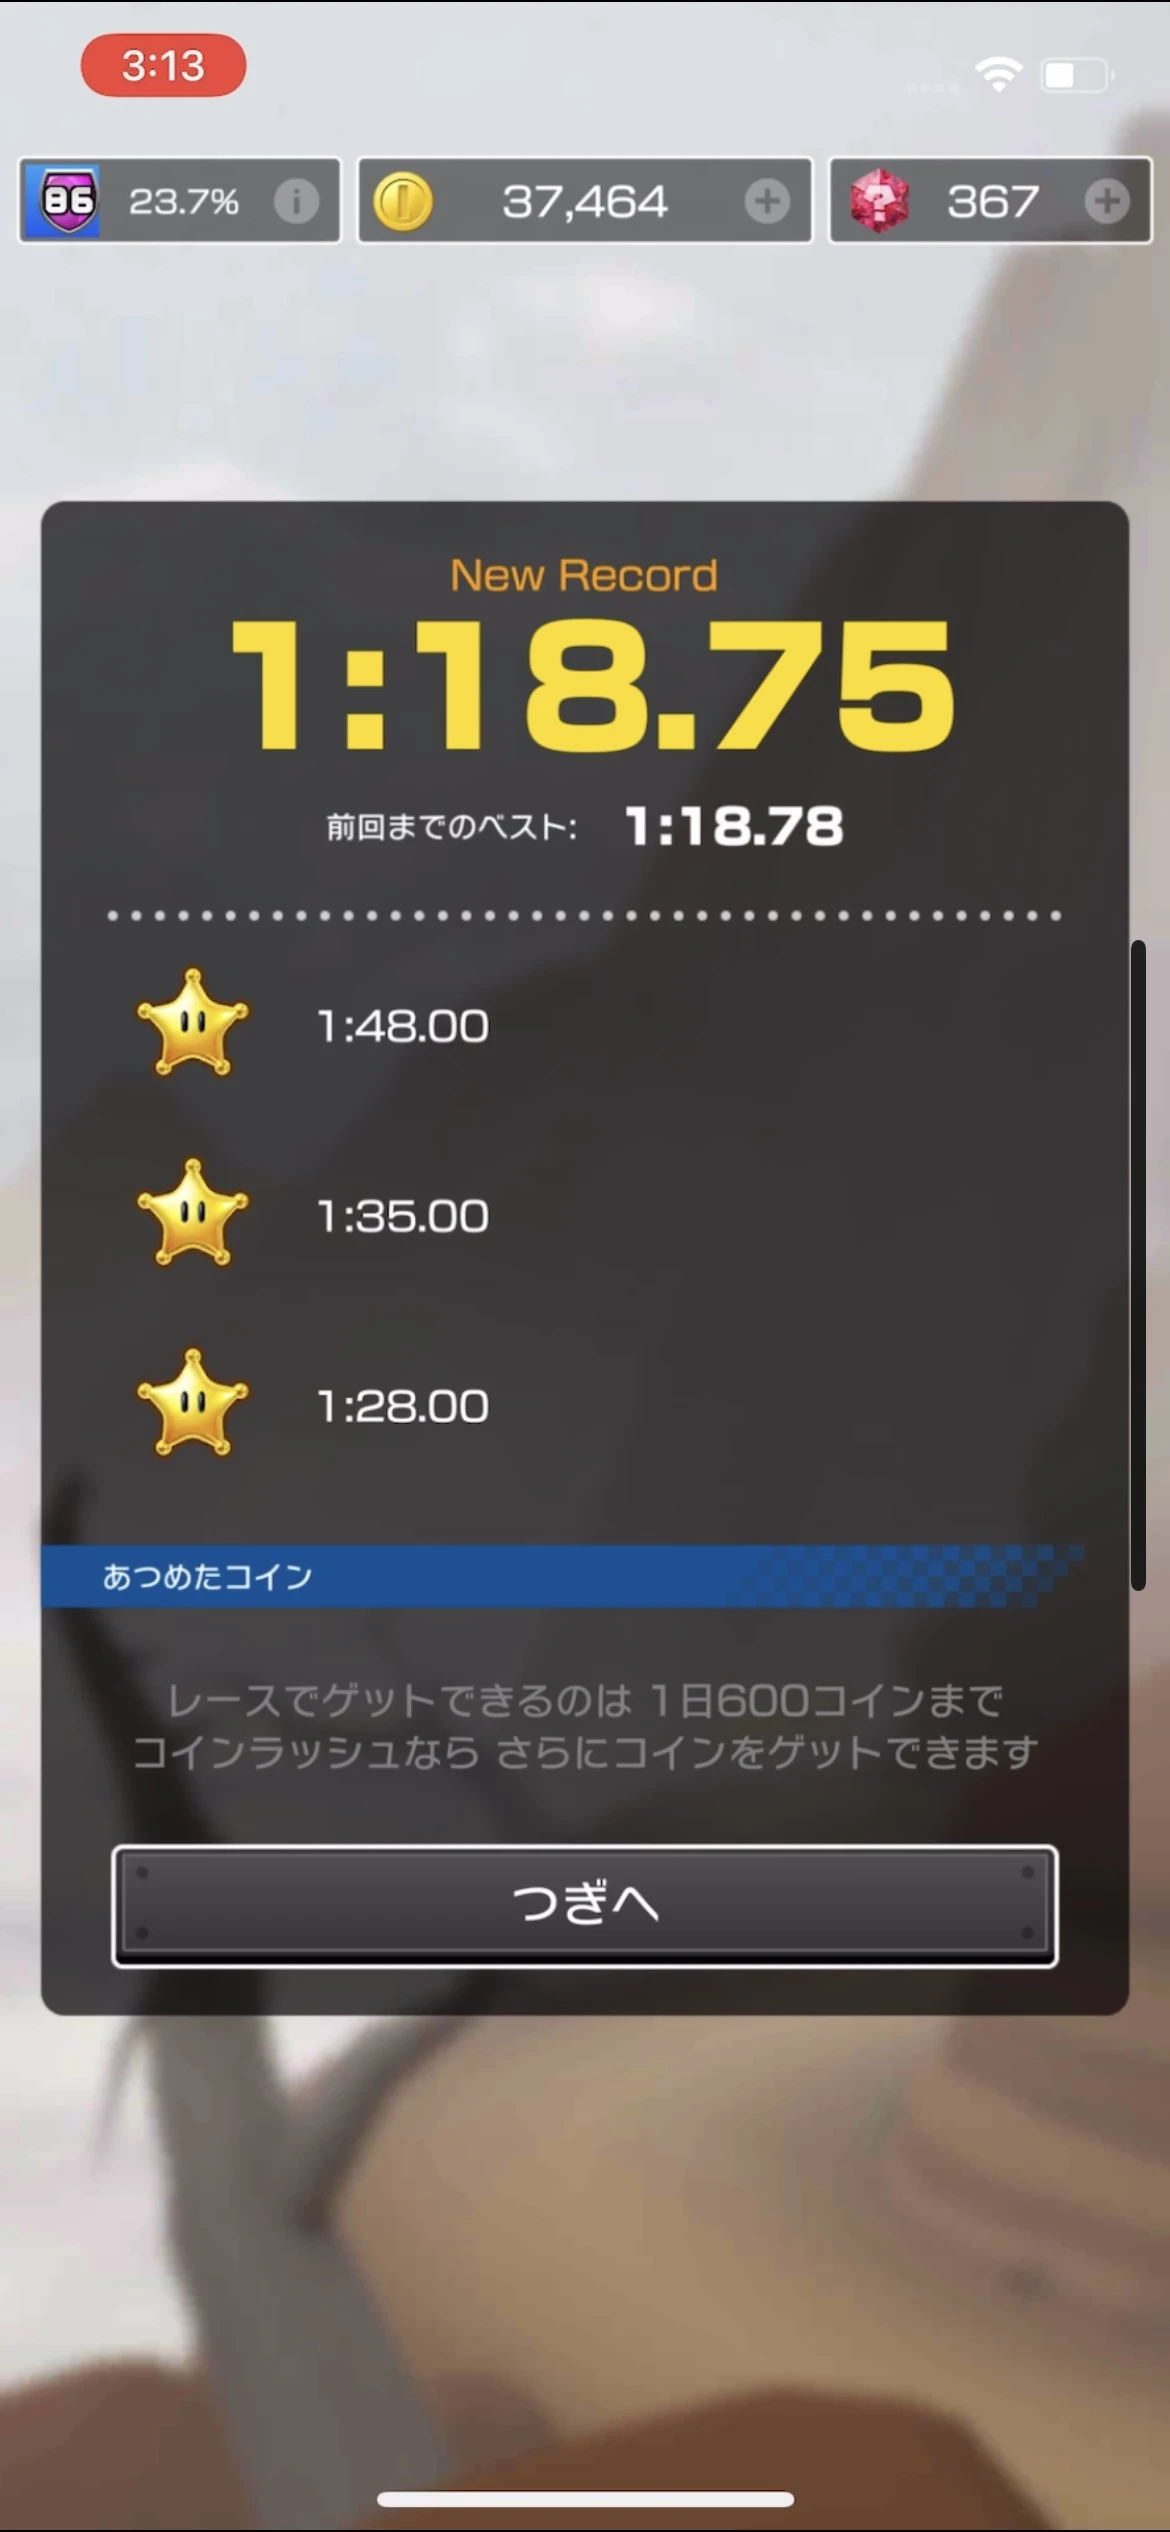 3:13
86 23.7% i 37,464 + ? 367 +
New Record
1:18.75
前回までのベスト: 1:18.78
1:48.00
1:35.00
1:28.00
あつめたコイン
レースでゲットできるのは 1日600コインまで
コインラッシュなら さらにコインをゲットできます
つぎへ